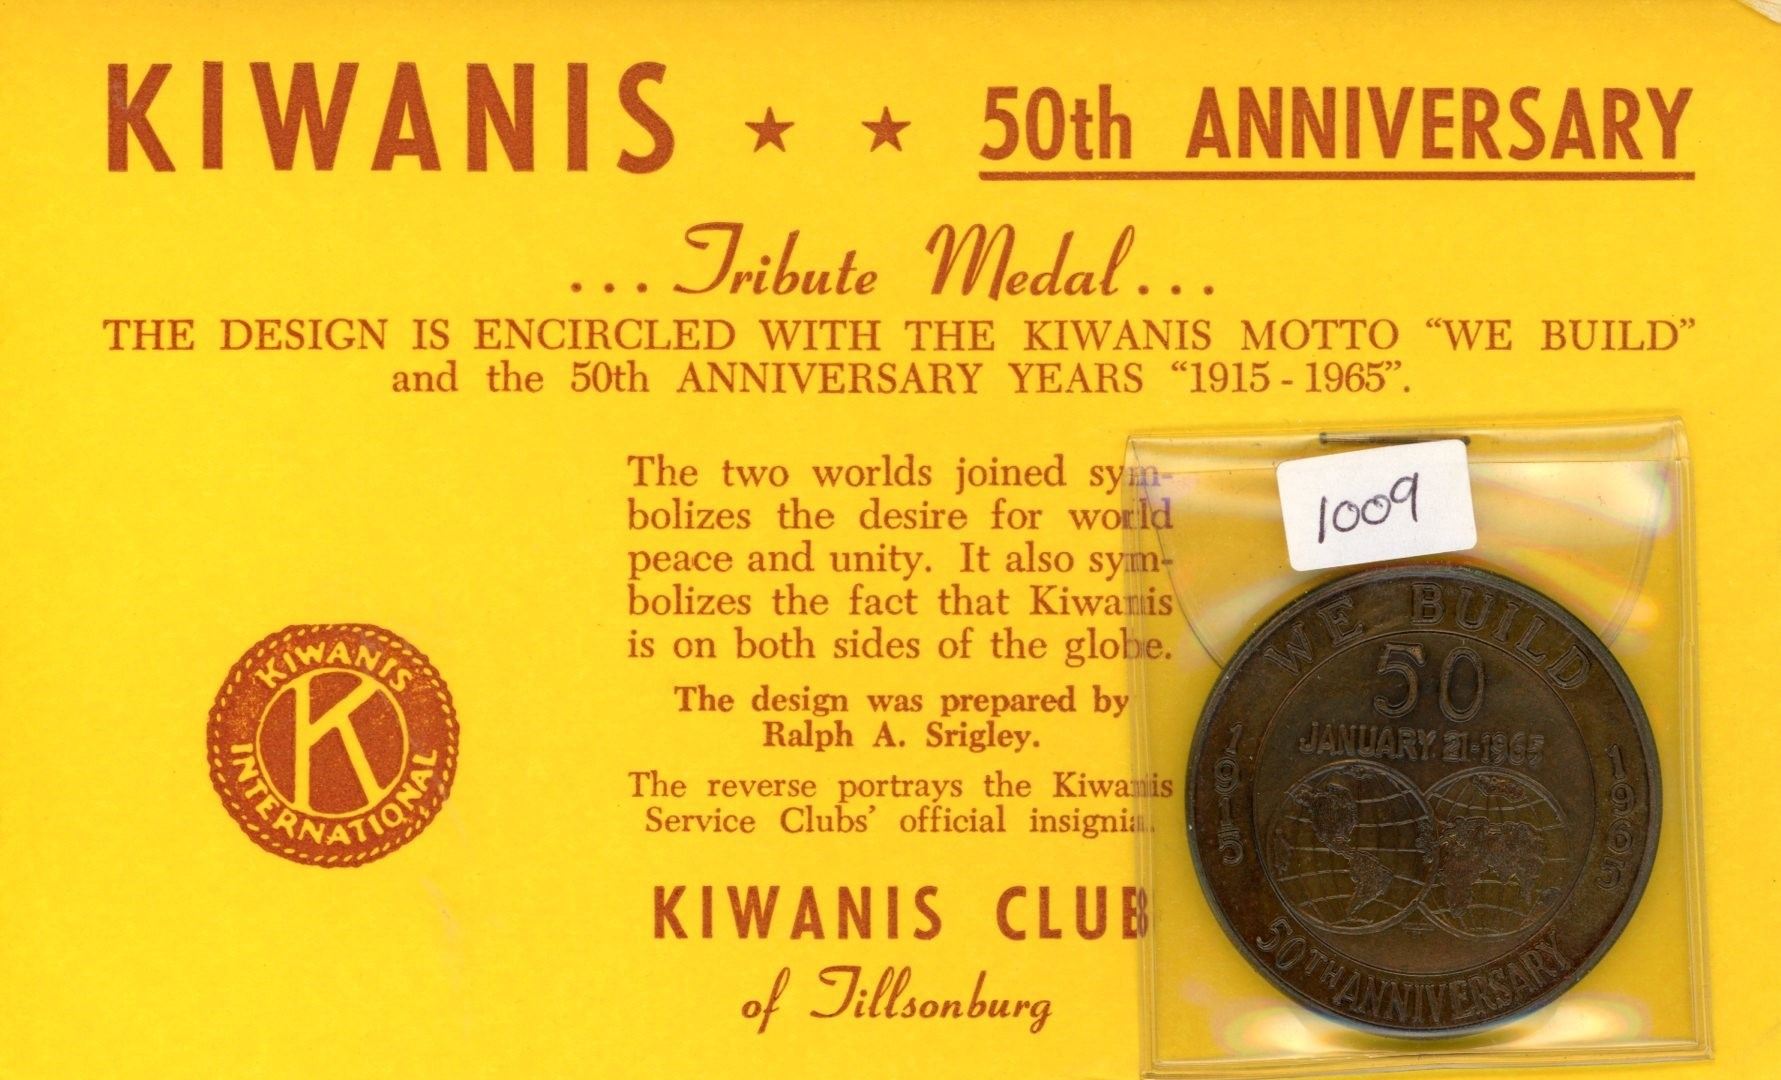 KIWANIS ★ ★ 50th ANNIVERSARY
...Tribute Medal...
THE DESIGN IS ENCIRCLED WITH THE KIWANIS MOTTO “WE BUILD”
and the 50th ANNIVERSARY YEARS “1915 - 1965”.
The two worlds joined sym-
bolizes the desire for world
peace and unity. It also sym-
bolizes the fact that Kiwanis
is on both sides of the globe.
The design was prepared by
Ralph A. Srigley.
The reverse portrays the Kiwanis
Service Clubs’ official insignia.
KIWANIS CLUB
of Tillsonburg
KIWANIS
K
INTERNATIONAL
1009
WE BUILD
50
JANUARY 21-1965
1915
1965
50TH ANNIVERSARY